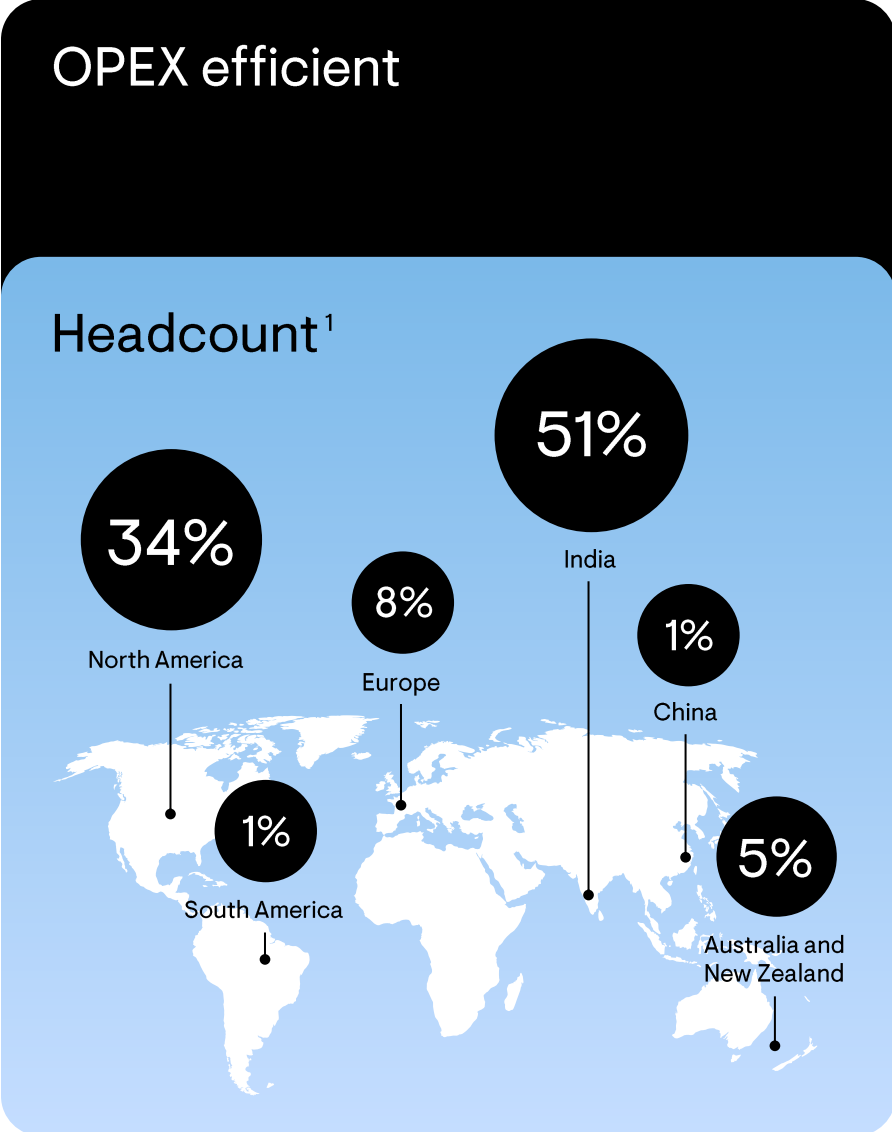 OPEX efficient
Headcount¹
51%
India
34%
North America
8%
Europe
1%
China
1%
South America
5%
Australia and
New Zealand